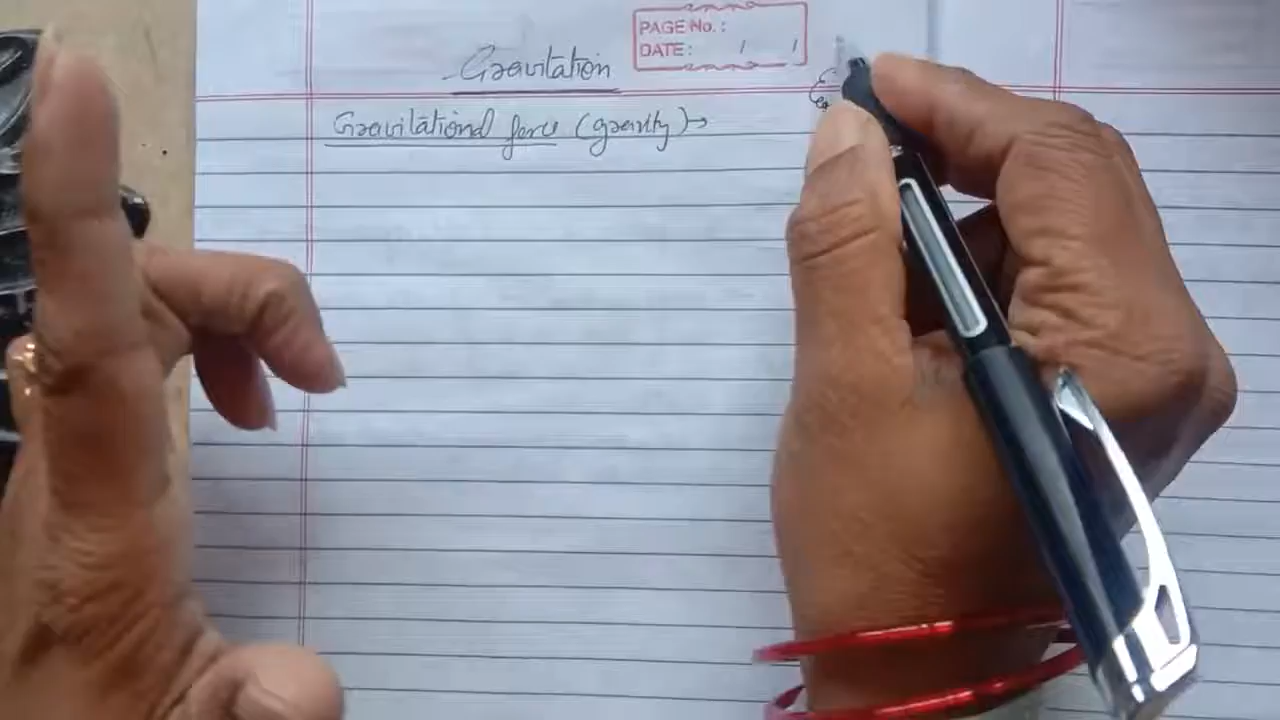 PAGE No.:
DATE: / /
Gravitation
Gravitational force (gravity)→